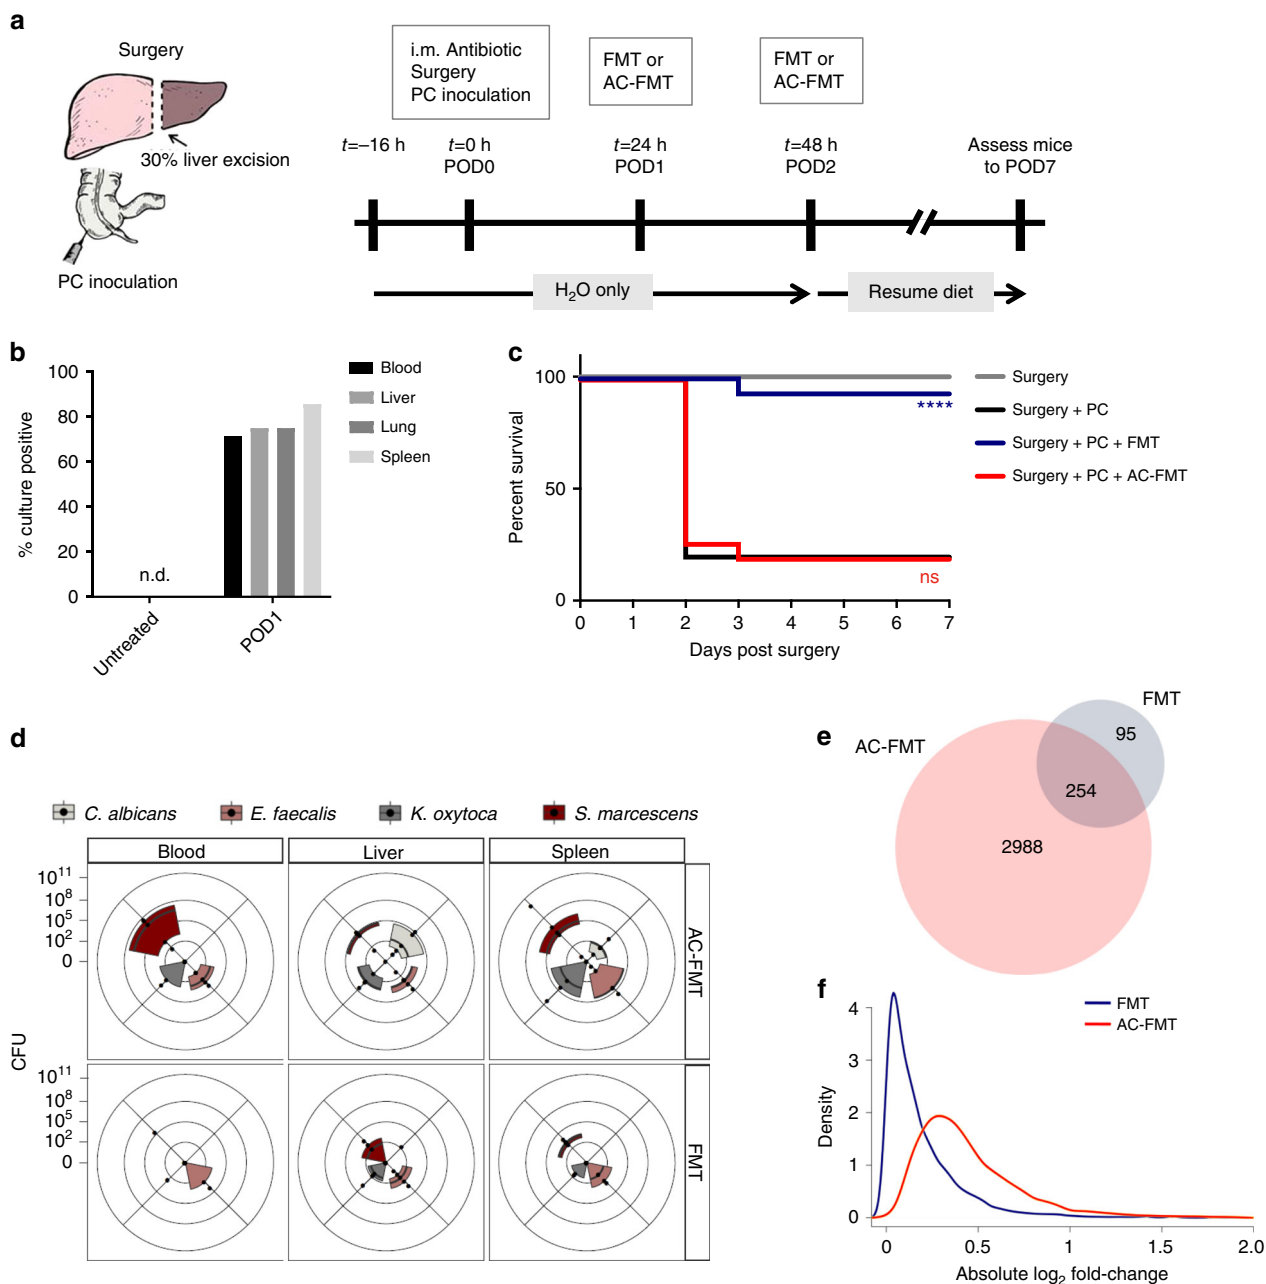 a
Surgery
30% liver excision
PC inoculation
i.m. Antibiotic
Surgery
PC inoculation
FMT or
AC-FMT
FMT or
AC-FMT
t=–16 h
t=0 h
POD0
t=24 h
POD1
t=48 h
POD2
Assess mice
to POD7
H2O only
Resume diet
b
% culture positive
100
80
60
40
20
0
n.d.
Untreated
POD1
Blood
Liver
Lung
Spleen
c
Percent survival
100
50
0
0 1 2 3 4 5 6 7
Days post surgery
****
ns
Surgery
Surgery + PC
Surgery + PC + FMT
Surgery + PC + AC-FMT
d
C. albicans
E. faecalis
K. oxytoca
S. marcescens
Blood
Liver
Spleen
CFU
10^11
10^8
10^5
10^2
0
AC-FMT
10^11
10^8
10^5
10^2
0
FMT
e
AC-FMT
FMT
95
254
2988
f
FMT
AC-FMT
Density
4
3
2
1
0
0 0.5 1 1.5 2.0
Absolute log2 fold-change